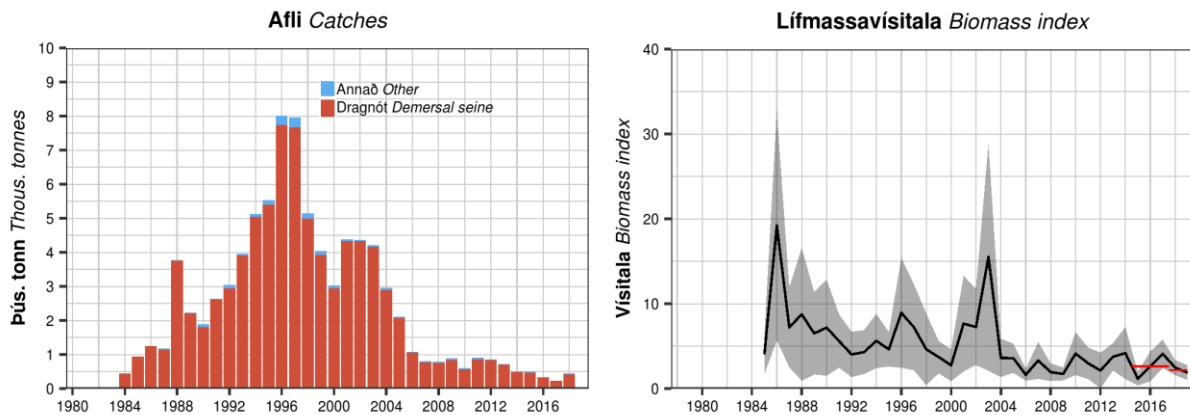 Afli Catches
Þús. tonn Thous. tonnes
10
9
8
7
6
5
4
3
2
1
0
Annað Other
Dragnót Demersal seine
1980 1984 1988 1992 1996 2000 2004 2008 2012 2016
Lífmassavísitala Biomass index
Vísitala Biomass index
40
30
20
10
0
1980 1984 1988 1992 1996 2000 2004 2008 2012 2016